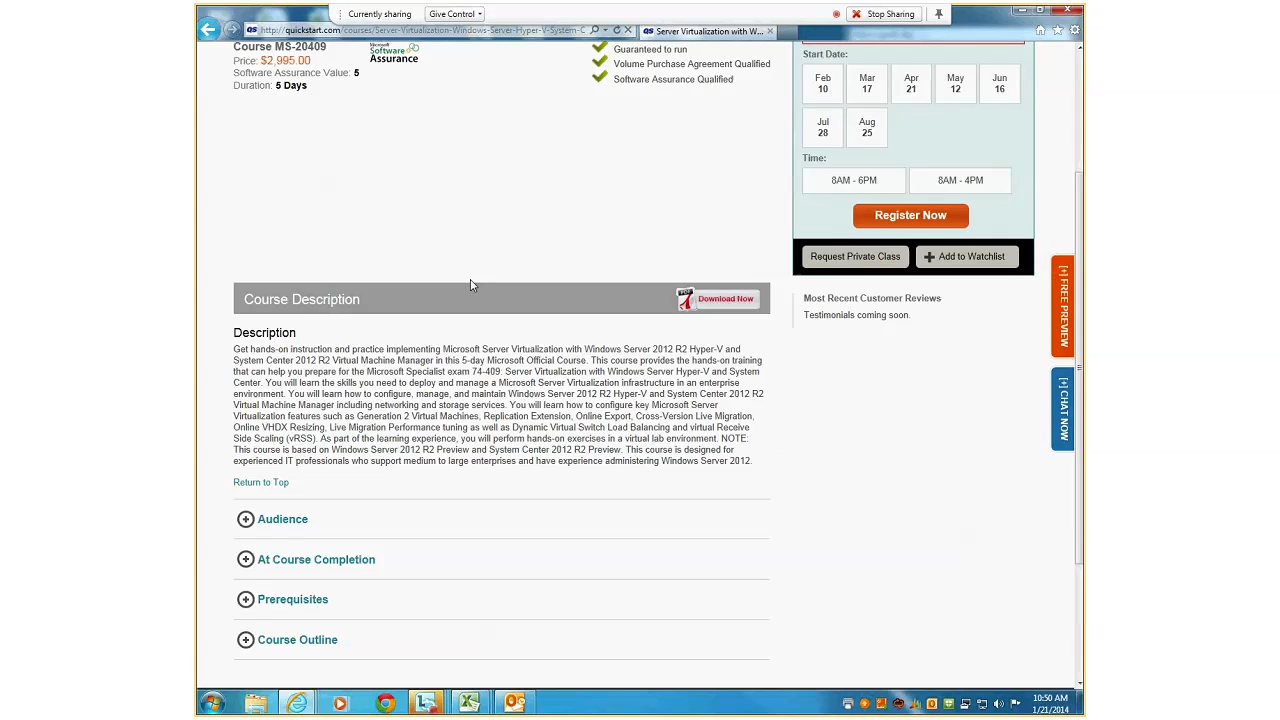 Currently sharing
Give Control
Stop Sharing
http://quickstart.com/courses/Server-Virtualization-Windows-Server-Hyper-V-System-C
Server Virtualization with W...
Course MS-20409
Price: $2,995.00
Software Assurance Value: 5
Duration: 5 Days
Microsoft
Software
Assurance
Guaranteed to run
Volume Purchase Agreement Qualified
Software Assurance Qualified
Start Date:
Feb
10
Mar
17
Apr
21
May
12
Jun
16
Jul
28
Aug
25
Time:
8AM - 6PM
8AM - 4PM
Register Now
Request Private Class
Add to Watchlist
Course Description
PDF
Download Now
Most Recent Customer Reviews
Testimonials coming soon.
[+] FREE PREVIEW
[+] CHAT NOW
Description
Get hands-on instruction and practice implementing Microsoft Server Virtualization with Windows Server 2012 R2 Hyper-V and
System Center 2012 R2 Virtual Machine Manager in this 5-day Microsoft Official Course. This course provides the hands-on training
that can help you prepare for the Microsoft Specialist exam 74-409: Server Virtualization with Windows Server Hyper-V and System
Center. You will learn the skills you need to deploy and manage a Microsoft Server Virtualization infrastructure in an enterprise
environment. You will learn how to configure, manage, and maintain Windows Server 2012 R2 Hyper-V and System Center 2012 R2
Virtual Machine Manager including networking and storage services. You will learn how to configure key Microsoft Server
Virtualization features such as Generation 2 Virtual Machines, Replication Extension, Online Export, Cross-Version Live Migration,
Online VHDX Resizing, Live Migration Performance tuning as well as Dynamic Virtual Switch Load Balancing and virtual Receive
Side Scaling (vRSS). As part of the learning experience, you will perform hands-on exercises in a virtual lab environment. NOTE:
This course is based on Windows Server 2012 R2 Preview and System Center 2012 R2 Preview. This course is designed for
experienced IT professionals who support medium to large enterprises and have experience administering Windows Server 2012.
Return to Top
Audience
At Course Completion
Prerequisites
Course Outline
10:50 AM
1/21/2014